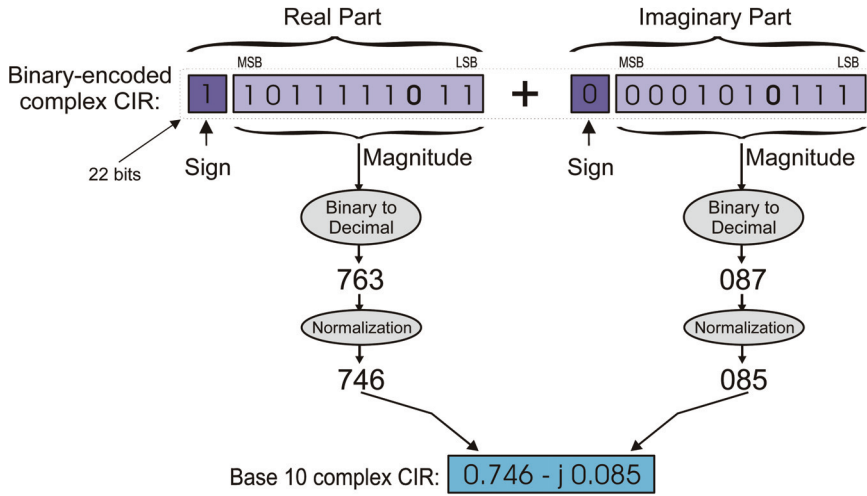 Real Part Imaginary Part
MSB LSB MSB LSB
Binary-encoded
complex CIR:
1 1 0 1 1 1 1 1 0 1 1 + 0 0 0 0 1 0 1 0 1 1 1
22 bits
Sign Magnitude Sign Magnitude
Binary to
Decimal
Binary to
Decimal
763 087
Normalization Normalization
746 085
Base 10 complex CIR: 0.746 - j 0.085